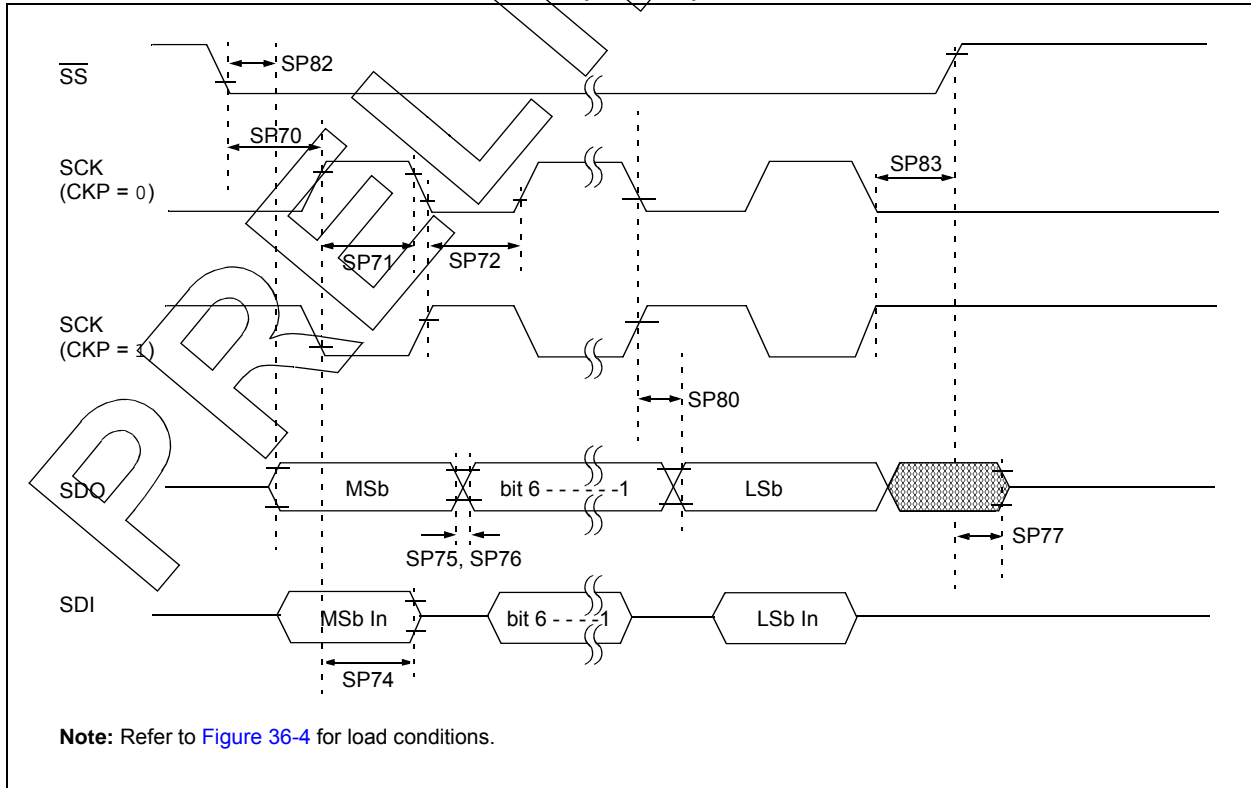 SS
SP82
SP70
SCK
(CKP = 0)
SP83
SP71
SP72
SCK
(CKP = 1)
SP80
SDO
MSb
bit 6 - - - - - -1
LSb
SP75, SP76
SP77
SDI
MSb In
bit 6 - - - -1
LSb In
SP74
Note: Refer to Figure 36-4 for load conditions.